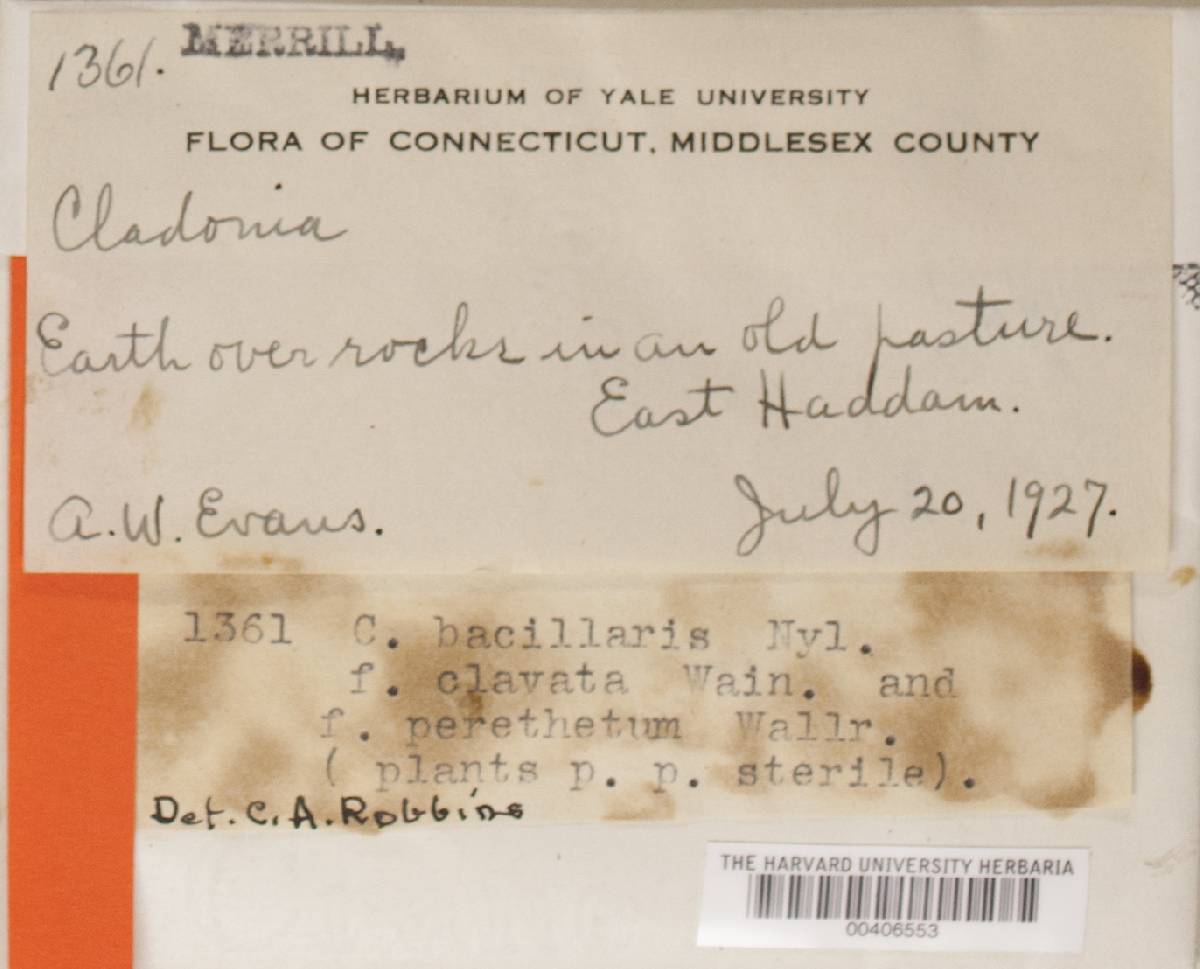 1361. MERRILL.
HERBARIUM OF YALE UNIVERSITY
FLORA OF CONNECTICUT, MIDDLESEX COUNTY
Cladonia
Earth over rocks in an old pasture.
East Haddam.
A.W. Evans.
July 20, 1927.
1361 C. bacillaris Nyl.
f. clavata Wain. and
f. perethetum Wallr.
( plants p. p. sterile).
Det. C. A. Robbins
THE HARVARD UNIVERSITY HERBARIA
00406553